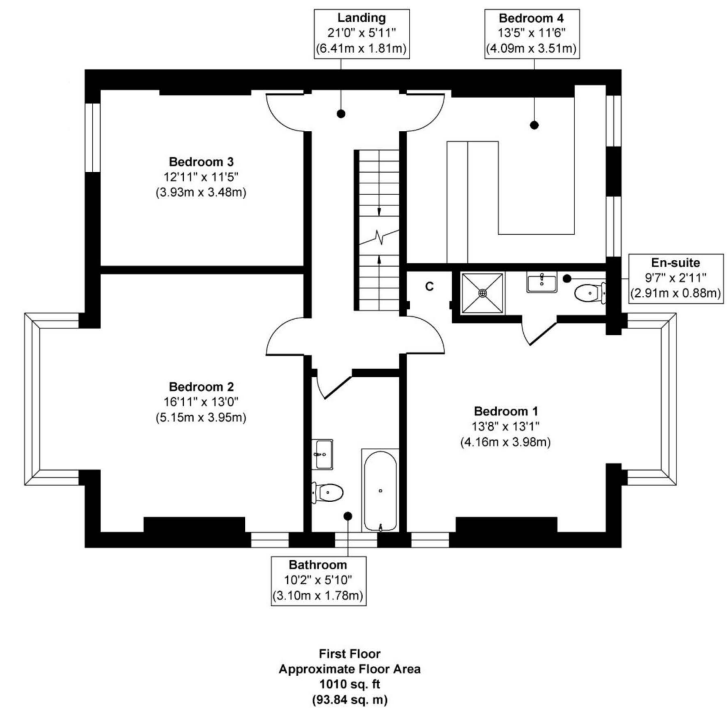 Landing
21'0" x 5'11"
(6.41m x 1.81m)
Bedroom 4
13'5" x 11'6"
(4.09m x 3.51m)
Bedroom 3
12'11" x 11'5"
(3.93m x 3.48m)
En-suite
9'7" x 2'11"
(2.91m x 0.88m)
C
Bedroom 2
16'11" x 13'0"
(5.15m x 3.95m)
Bedroom 1
13'8" x 13'1"
(4.16m x 3.98m)
Bathroom
10'2" x 5'10"
(3.10m x 1.78m)
First Floor
Approximate Floor Area
1010 sq. ft
(93.84 sq. m)